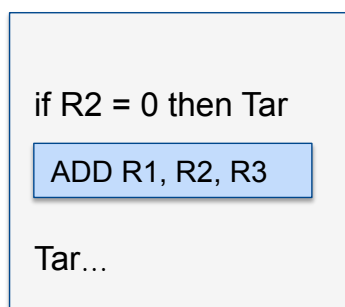 if R2 = 0 then Tar
ADD R1, R2, R3
Tar...